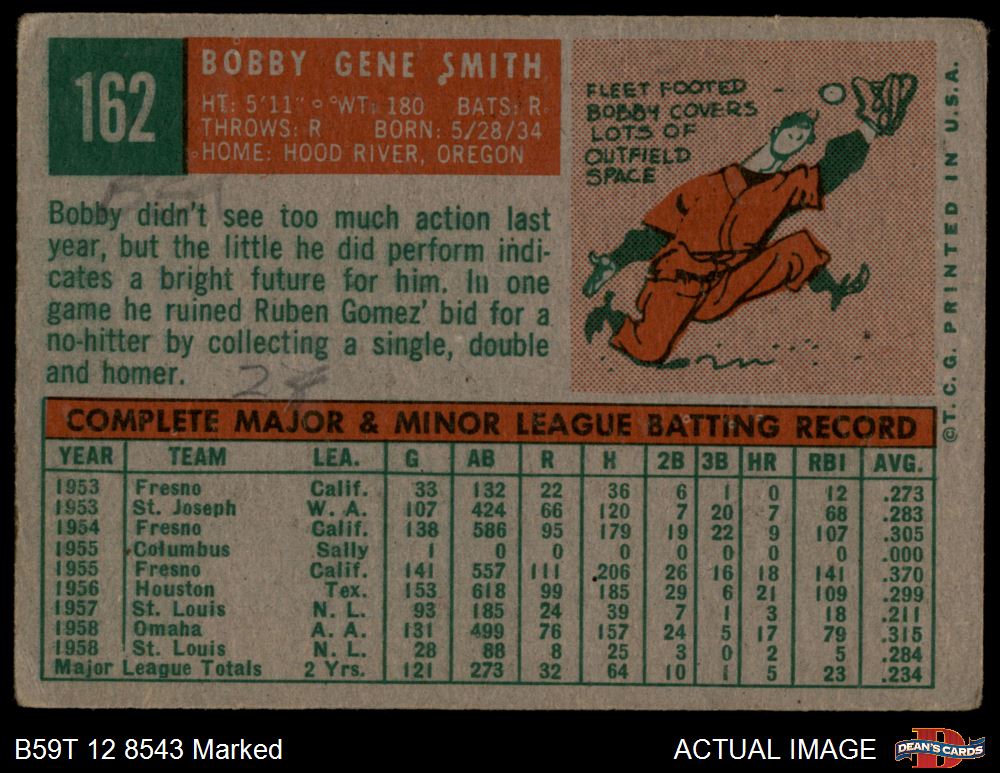 162
BOBBY GENE SMITH
HT: 5'11" WT: 180 BATS: R
THROWS: R BORN: 5/28/34
HOME: HOOD RIVER, OREGON
FLEET FOOTED
BOBBY COVERS
LOTS OF
OUTFIELD
SPACE
Bobby didn't see too much action last
year, but the little he did perform indi-
cates a bright future for him. In one
game he ruined Ruben Gomez' bid for a
no-hitter by collecting a single, double
and homer.
COMPLETE MAJOR & MINOR LEAGUE BATTING RECORD
YEAR TEAM LEA. G AB R H 2B 3B HR RBI AVG.
1953 Fresno Calif. 33 132 22 36 6 1 0 12 .273
1953 St. Joseph W. A. 107 424 66 120 7 20 7 68 .283
1954 Fresno Calif. 138 586 95 179 19 22 9 107 .305
1955 Columbus Sally 1 0 0 0 0 0 0 0 .000
1955 Fresno Calif. 141 557 111 206 26 16 18 141 .370
1956 Houston Tex. 153 618 99 185 29 6 21 109 .299
1957 St. Louis N. L. 93 185 24 39 7 1 3 18 .211
1958 Omaha A. A. 131 499 76 157 24 5 17 79 .315
1958 St. Louis N. L. 28 88 8 25 3 0 2 5 .284
Major League Totals 2 Yrs. 121 273 32 64 10 1 5 23 .234
©T.C.G. PRINTED IN U.S.A.
B59T 12 8543 Marked
ACTUAL IMAGE
DEAN'S CARDS